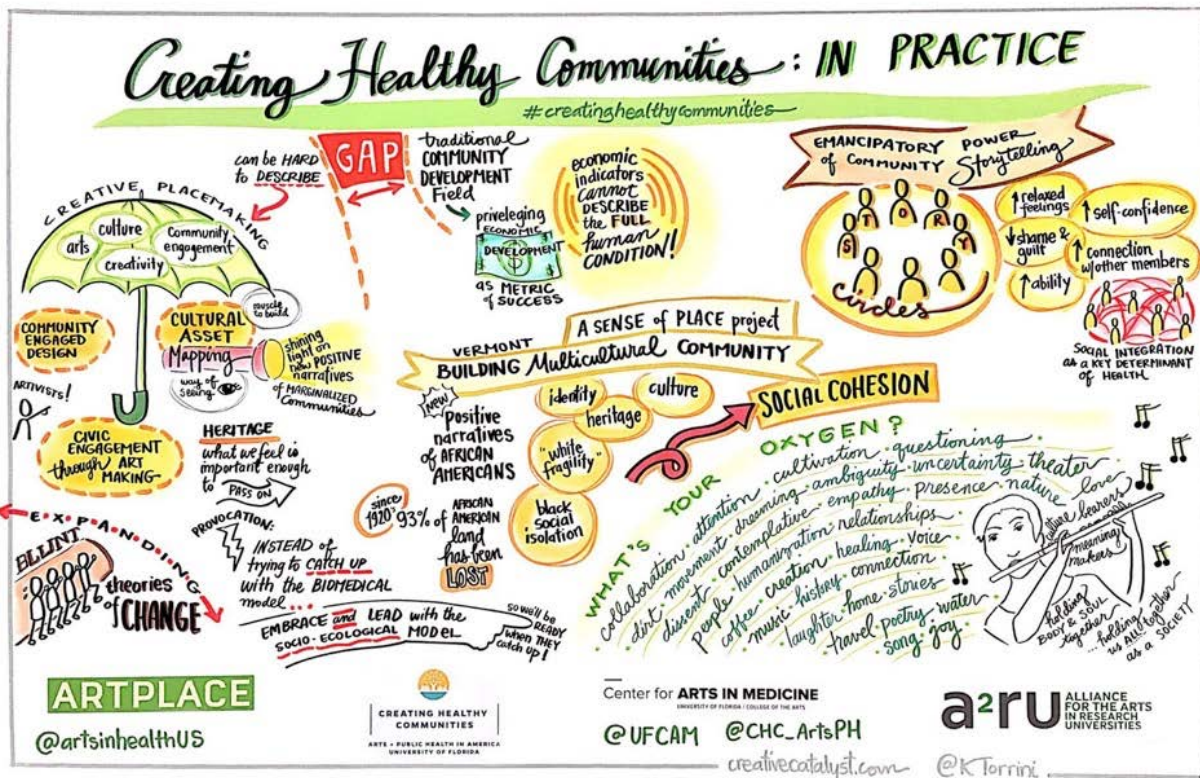 Creating Healthy Communities: IN PRACTICE
#creatinghealthycommunities
can be HARD
to DESCRIBE
GAP
traditional
COMMUNITY
DEVELOPMENT
Field
priveleging
ECONOMIC
DEVELOPMENT
AS METRIC
of SUCCESS
economic
indicators
cannot
DESCRIBE
the FULL
human
CONDITION!
EMANCIPATORY POWER
of COMMUNITY Storytelling
STORY
circles
↑ relaxed
feelings
↑ self-confidence
↓ shame &
guilt
↑ connection
w/other members
↑ ability
SOCIAL INTEGRATION
AS A KEY DETERMINANT
OF HEALTH
CREATIVE PLACEMAKING
arts
culture
Community
engagement
creativity
COMMUNITY
ENGAGED
DESIGN
CULTURAL
ASSET
Mapping
muscle
to build
way of
seeing
shining
light on
new POSITIVE
narratives
of MARGINALIZED
Communities
ARTIVISTS!
CIVIC
ENGAGEMENT
through ART
MAKING
HERITAGE
what we feel is
important enough
to PASS ON
A SENSE of PLACE project
VERMONT
BUILDING Multicultural COMMUNITY
NEW
positive
narratives
of AFRICAN
AMERICANS
identity
culture
heritage
"white
fragility"
black
social
isolation
SOCIAL COHESION
since
1920's
93% of AFRICAN
AMERICAN
land
has been
LOST
EXPANDING
BLUNT
theories
of CHANGE
PROVOCATION:
INSTEAD of
trying to CATCH UP
with the BIOMEDICAL
model...
EMBRACE and LEAD with the
SOCIO-ECOLOGICAL MODEL
so we'll be
READY
when THEY
catch up!
WHAT'S YOUR OXYGEN?
collaboration · attention · cultivation · questioning
dirt · movement · dreaming · ambiguity · uncertainty · theater
dissent · contemplative · empathy · presence · nature · love
people · humanization · relationships
coffee · creation · healing · voice
music · history · connection
laughter · home · stories
travel · poetry · water
song · joy
culture bearers
meaning
makers
holding
BODY & SOUL
together
... holding
us ALL together
as a SOCIETY
ARTPLACE
@artsinhealthUS
CREATING HEALTHY
COMMUNITIES
ARTS + PUBLIC HEALTH IN AMERICA
UNIVERSITY OF FLORIDA
Center for ARTS IN MEDICINE
UNIVERSITY OF FLORIDA / COLLEGE OF THE ARTS
@UFCAM @CHC_ArtsPH
a2ru ALLIANCE
FOR THE ARTS
IN RESEARCH
UNIVERSITIES
creativecatalyst.com @KTorrini